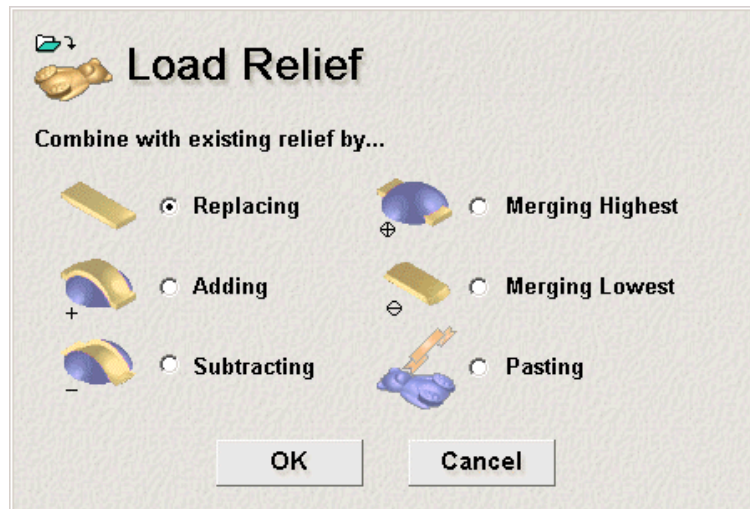 Load Relief
Combine with existing relief by...
Replacing
Merging Highest
Adding
Merging Lowest
Subtracting
Pasting
OK
Cancel